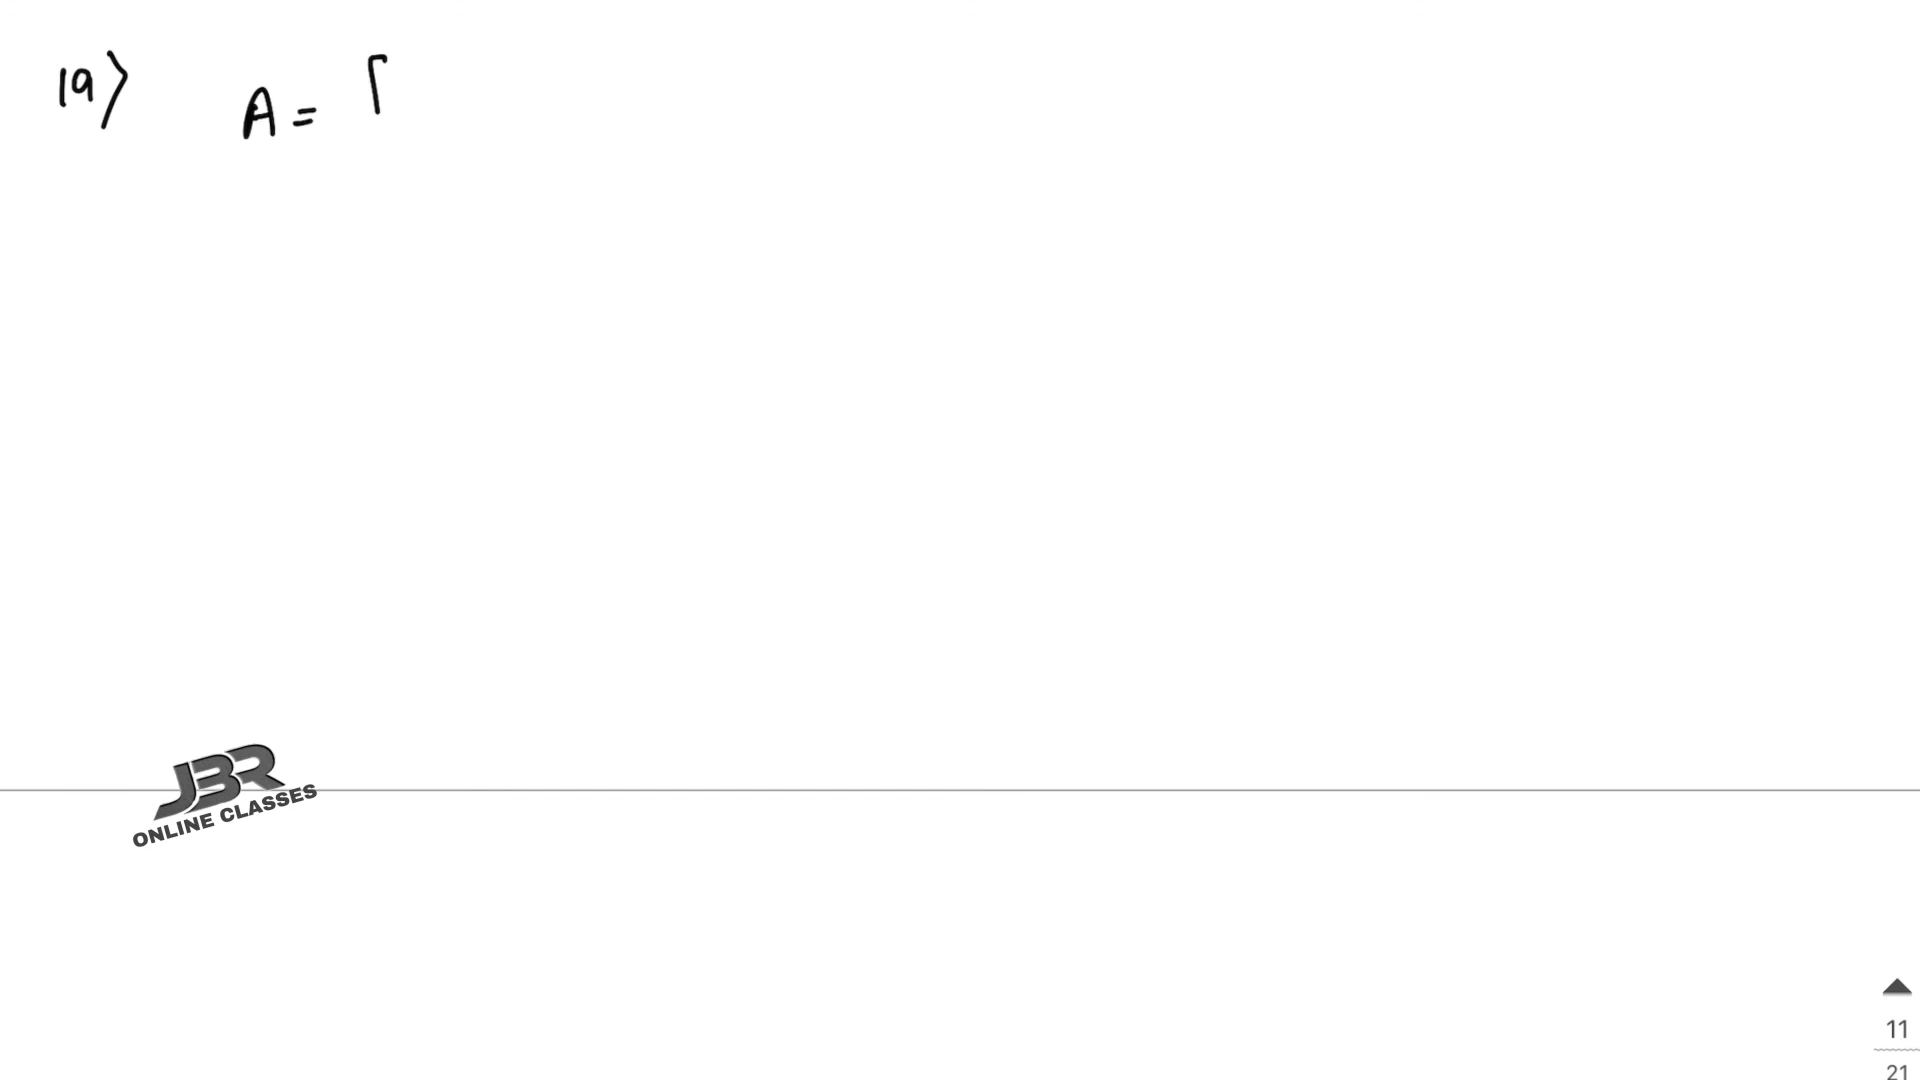 19) A = [
JBR
ONLINE CLASSES
11
21